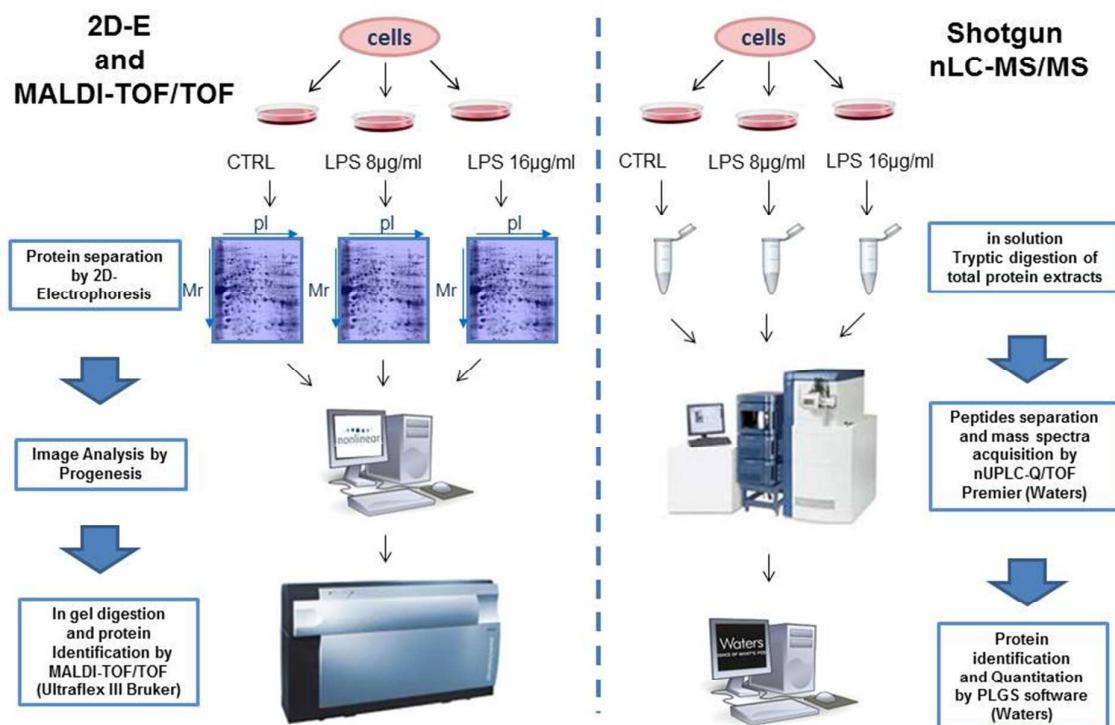 2D-E
and
MALDI-TOF/TOF
cells
CTRL
LPS 8µg/ml
LPS 16µg/ml
pI
pI
pI
Mr
Mr
Mr
Protein separation
by 2D-
Electrophoresis
nonlinear
Image Analysis by
Progenesis
In gel digestion
and protein
Identification by
MALDI-TOF/TOF
(Ultraflex III Bruker)
Shotgun
nLC-MS/MS
cells
CTRL
LPS 8µg/ml
LPS 16µg/ml
in solution
Tryptic digestion of
total protein extracts
Peptides separation
and mass spectra
acquisition by
nUPLC-Q/TOF
Premier (Waters)
Waters
Protein
identification
and Quantitation
by PLGS software
(Waters)